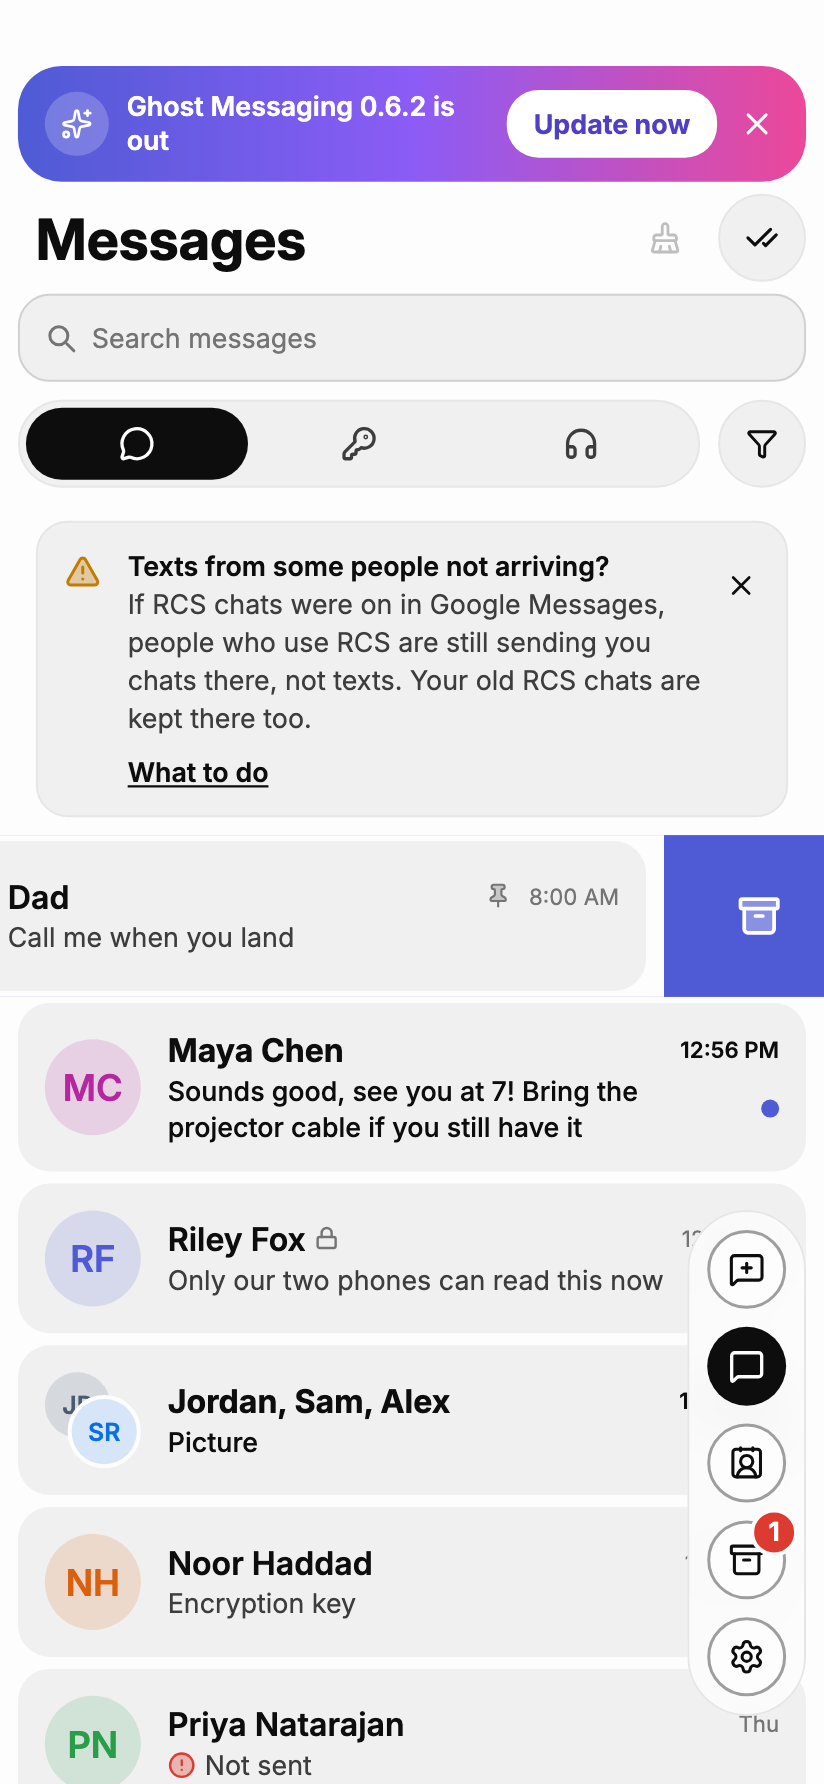 Ghost Messaging 0.6.2 is
out
Update now
Messages
Search messages
Texts from some people not arriving?
If RCS chats were on in Google Messages,
people who use RCS are still sending you
chats there, not texts. Your old RCS chats are
kept there too.
What to do
Dad
8:00 AM
Call me when you land
MC
Maya Chen
12:56 PM
Sounds good, see you at 7! Bring the
projector cable if you still have it
RF
Riley Fox
Only our two phones can read this now
SR
Jordan, Sam, Alex
Picture
NH
Noor Haddad
Encryption key
1
PN
Priya Natarajan
Thu
Not sent